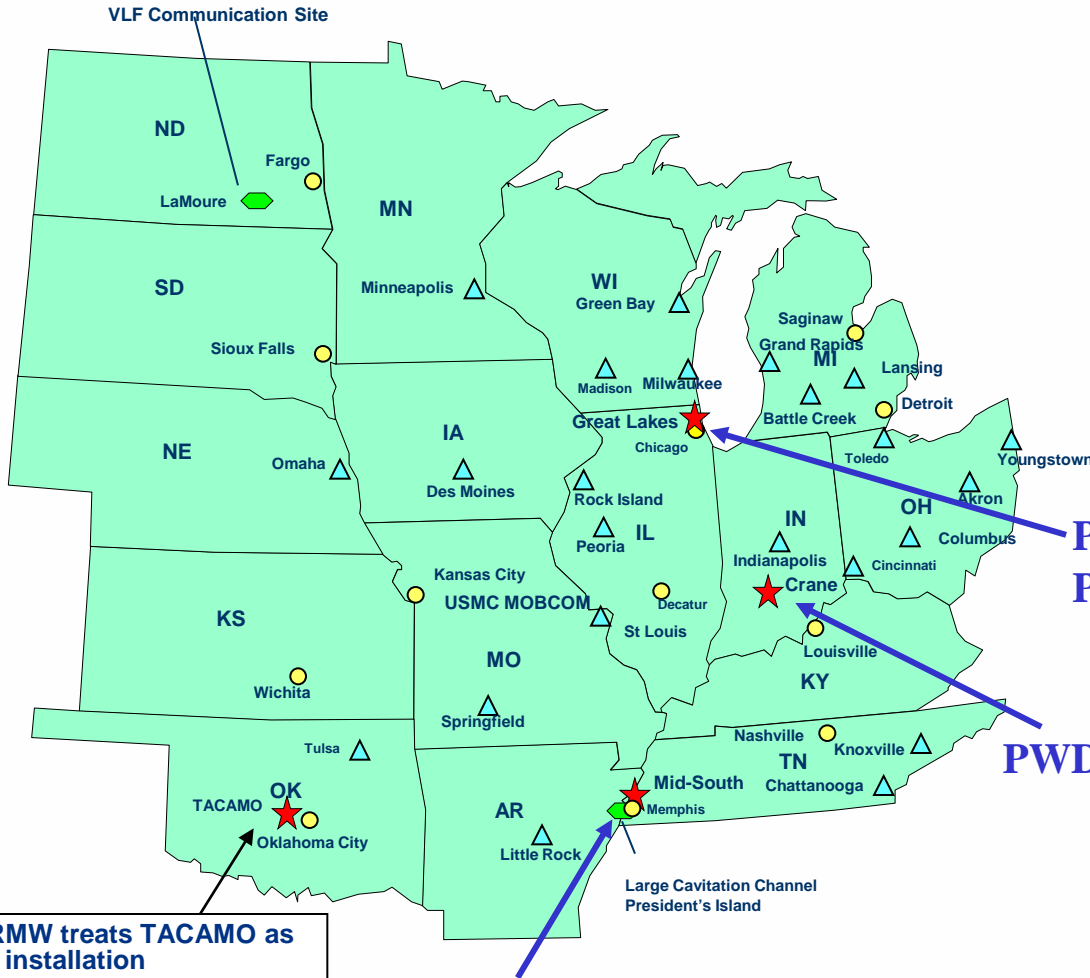 VLF Communication Site
ND
Fargo
LaMoure
MN
SD
Minneapolis
WI
Green Bay
Saginaw
Grand Rapids
MI
Lansing
Sioux Falls
Madison
Milwaukee
Battle Creek
Detroit
Great Lakes
Chicago
NE
IA
Omaha
Des Moines
Rock Island
Peoria
IL
IN
Indianapolis
Toledo
Youngstown
Akron
OH
Columbus
Cincinnati
P
P
Kansas City
USMC MOBCOM
Decatur
Crane
St Louis
KS
MO
Louisville
KY
Wichita
Springfield
Nashville
Knoxville
TN
Chattanooga
PWD
Tulsa
OK
TACAMO
Oklahoma City
AR
Little Rock
Mid-South
Memphis
Large Cavitation Channel
President's Island
RMW treats TACAMO as
installation